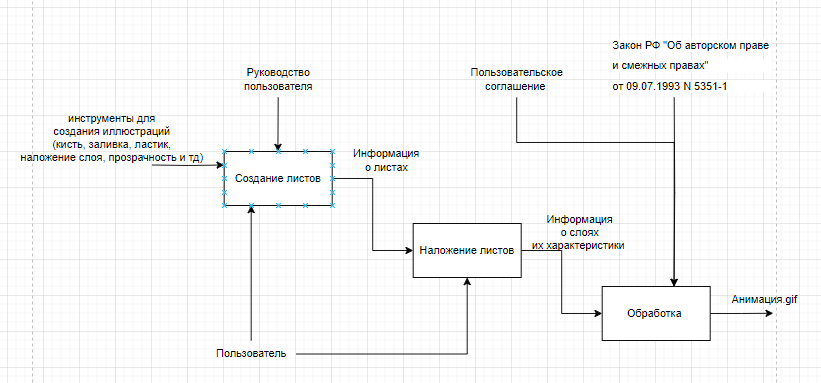 Закон РФ "Об авторском праве
и смежных правах"
от 09.07.1993 N 5351-1
Руководство
пользователя
Пользовательское
соглашение
инструменты для
создания иллюстраций
(кисть, заливка, ластик,
наложение слоя, прозрачность и тд)
Создание листов
Информация
о листах
Наложение листов
Информация
о слоях
их характеристики
Обработка
Анимация.gif
Пользователь